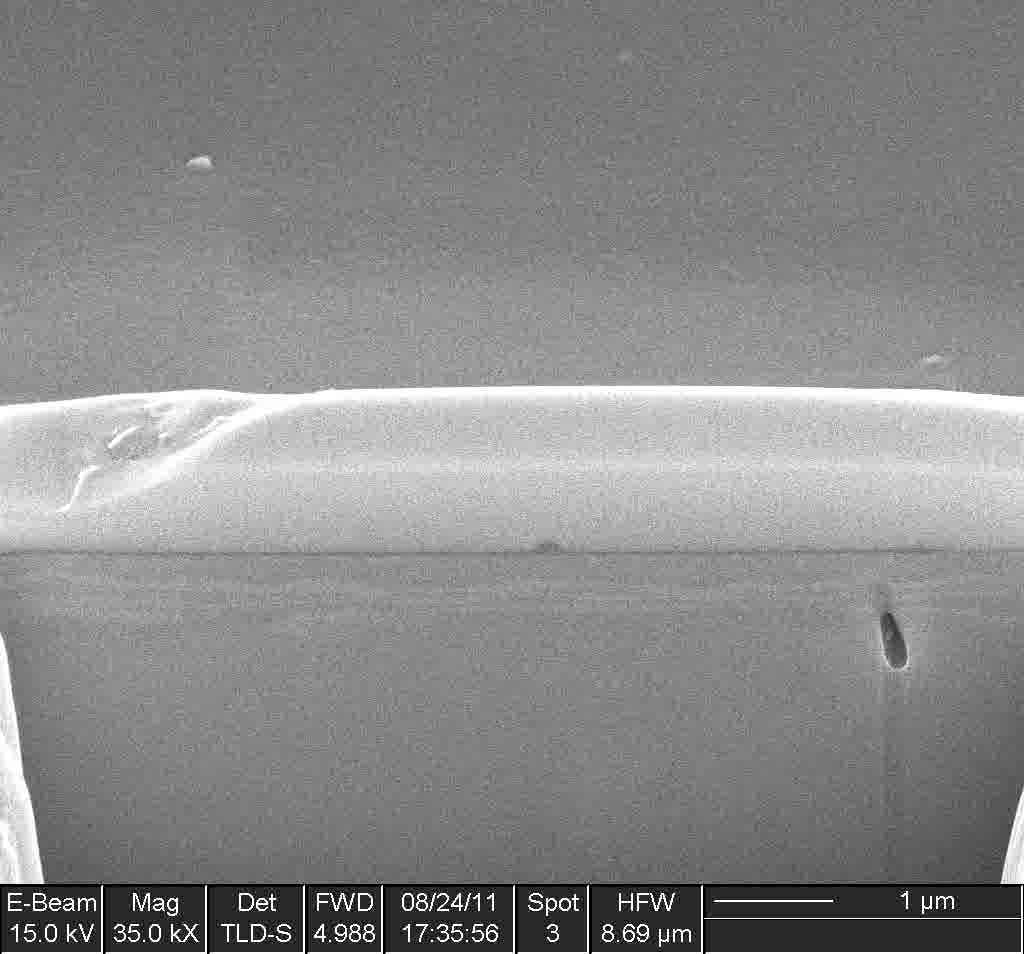 E-Beam Mag Det FWD 08/24/11 Spot HFW 1 µm
15.0 kV 35.0 kX TLD-S 4.988 17:35:56 3 8.69 µm